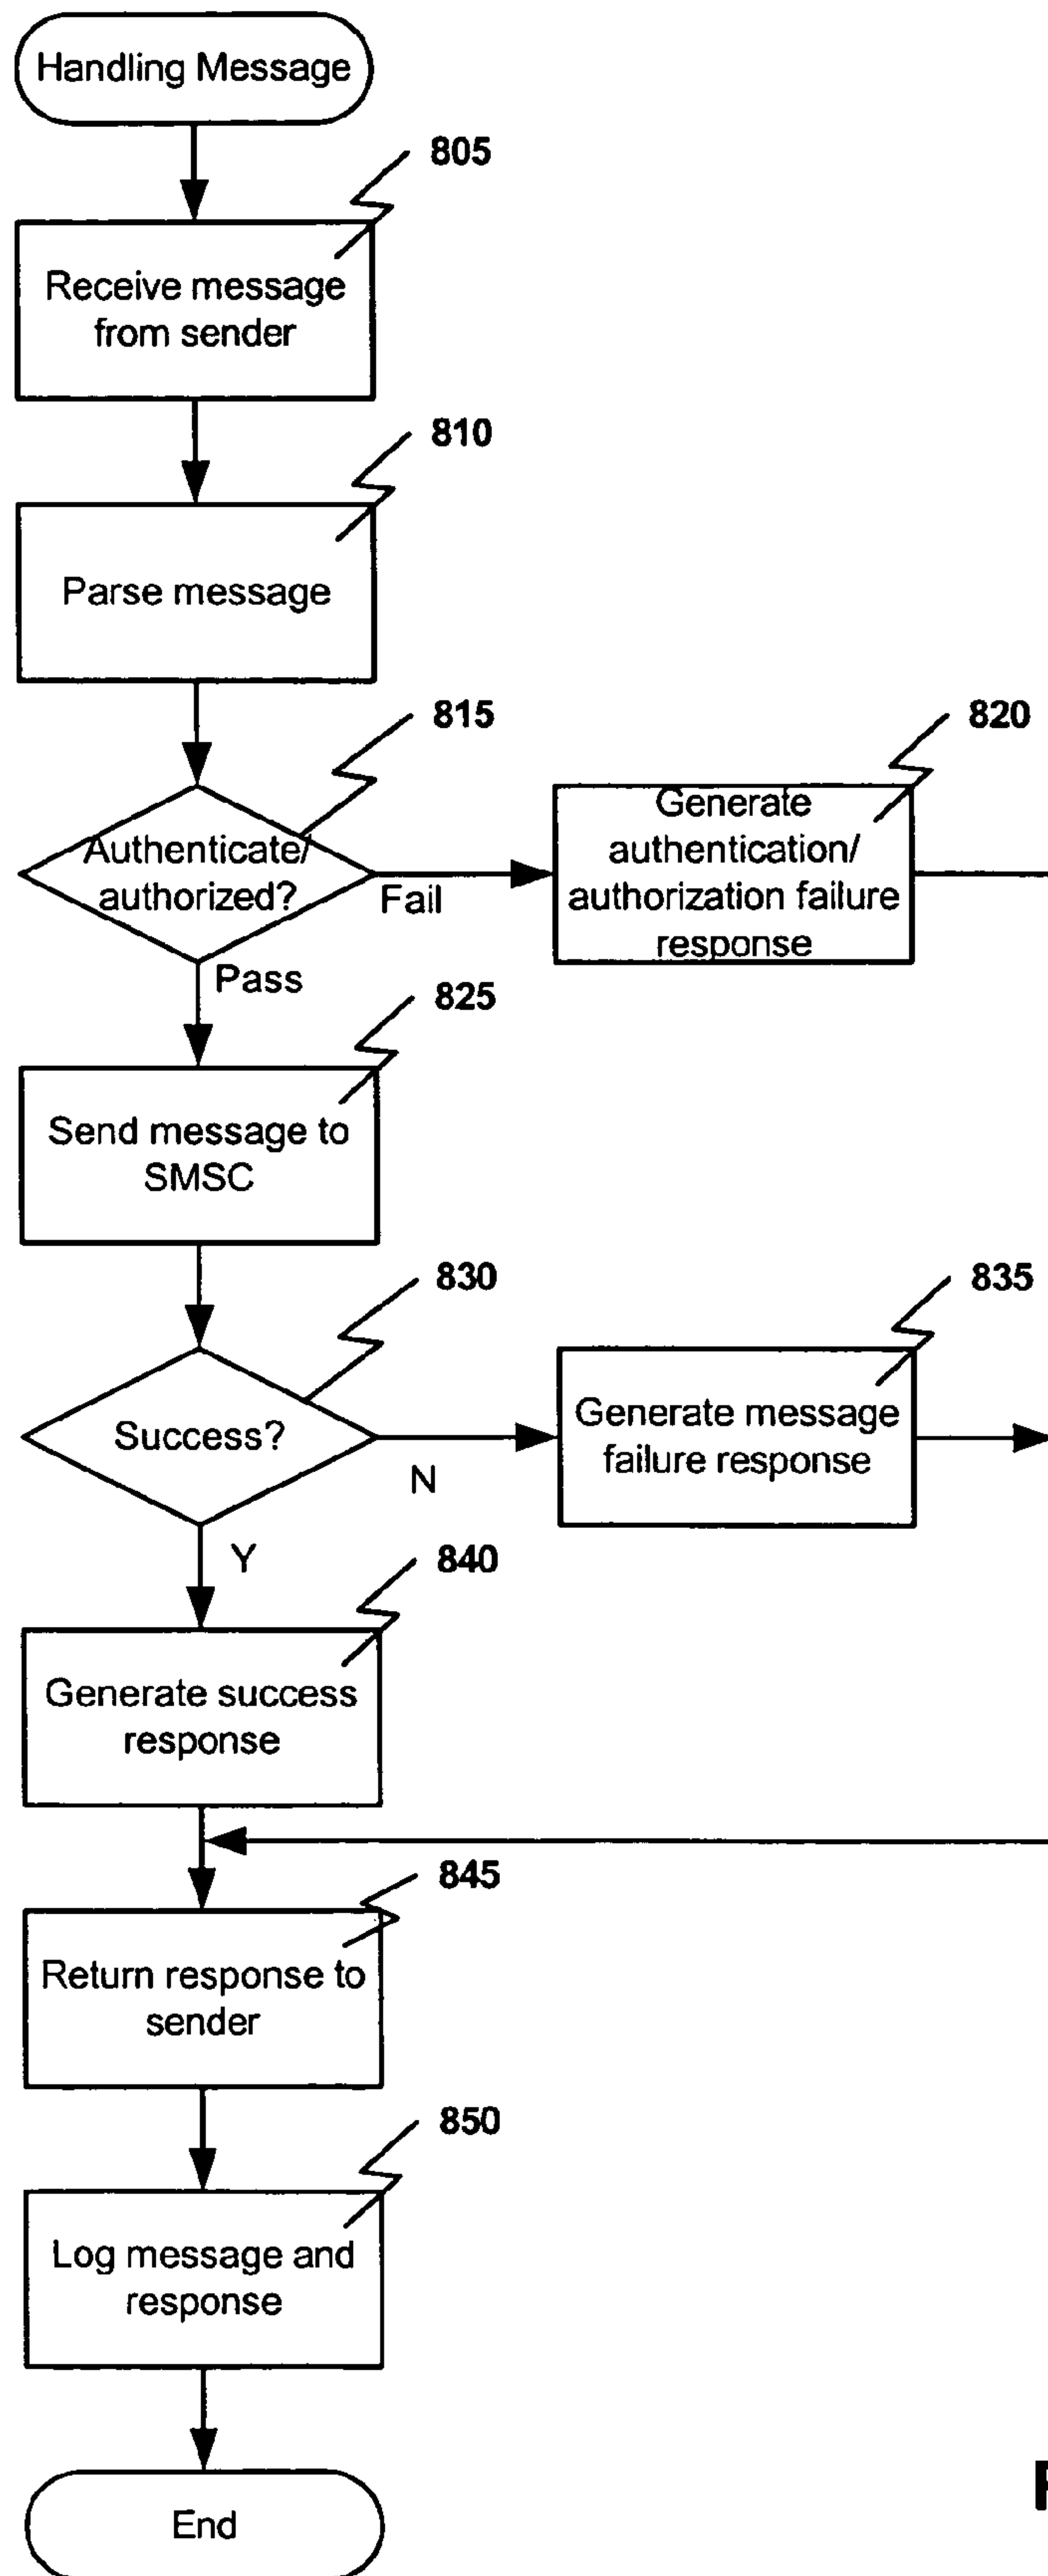 Handling Message
805
Receive message
from sender
810
Parse message
815
Authenticate/
authorized?
Fail
820
Generate
authentication/
authorization failure
response
Pass
825
Send message to
SMSC
830
Success?
N
835
Generate message
failure response
Y
840
Generate success
response
845
Return response to
sender
850
Log message and
response
End